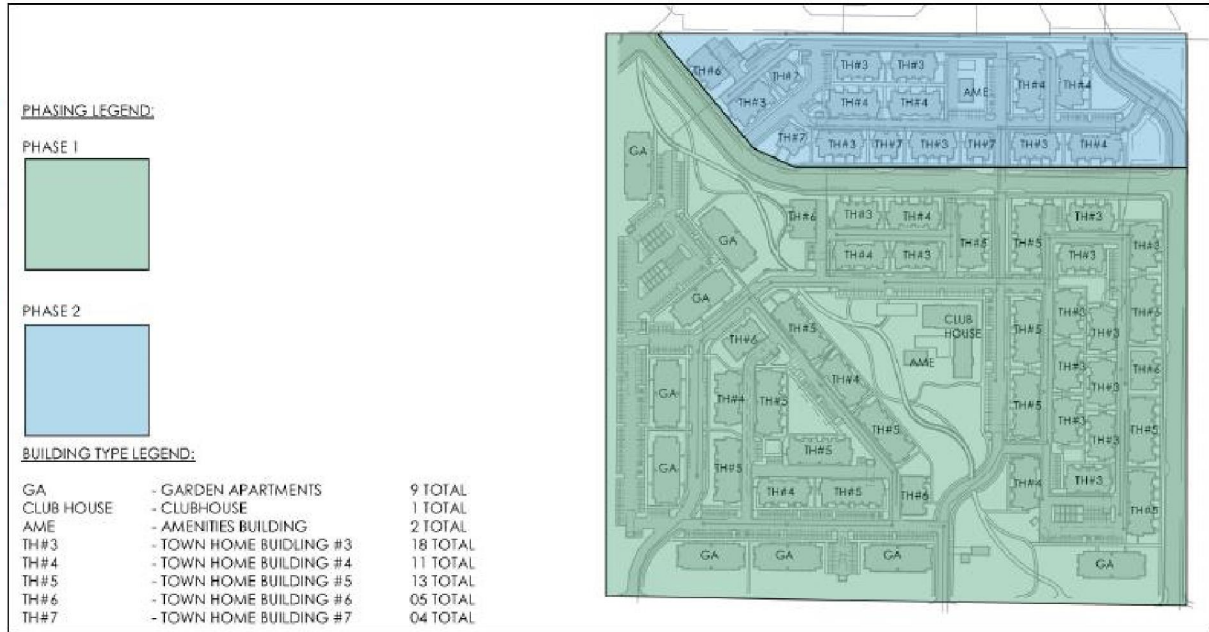 PHASING LEGEND:
PHASE 1
PHASE 2
BUILDING TYPE LEGEND:
GA - GARDEN APARTMENTS 9 TOTAL
CLUB HOUSE - CLUBHOUSE 1 TOTAL
AME - AMENITIES BUILDING 2 TOTAL
TH#3 - TOWN HOME BUIDLING #3 18 TOTAL
TH#4 - TOWN HOME BUILDING #4 11 TOTAL
TH#5 - TOWN HOME BUILDING #5 13 TOTAL
TH#6 - TOWN HOME BUILDING #6 05 TOTAL
TH#7 - TOWN HOME BUILDING #7 04 TOTAL
TH#6 TH#7 TH#3 TH#3
TH#4 TH#4
AME
TH#3 TH#4 TH#4
TH#7 TH#3 TH#7 TH#3 TH#7 TH#3 TH#4
GA
TH#6 TH#3 TH#4 TH#3
GA TH#5 TH#5 TH#3
TH#4 TH#3 TH#3
GA TH#5
TH#3 TH#3
CLUB
HOUSE
TH#5 TH#5
TH#6
AME
TH#3 TH#3 TH#6
GA TH#4 TH#5 TH#4 TH#5
TH#5 TH#3 TH#3 TH#5
TH#5
GA TH#3 TH#4 TH#3
TH#4 TH#5 TH#6 TH#5
GA GA GA GA